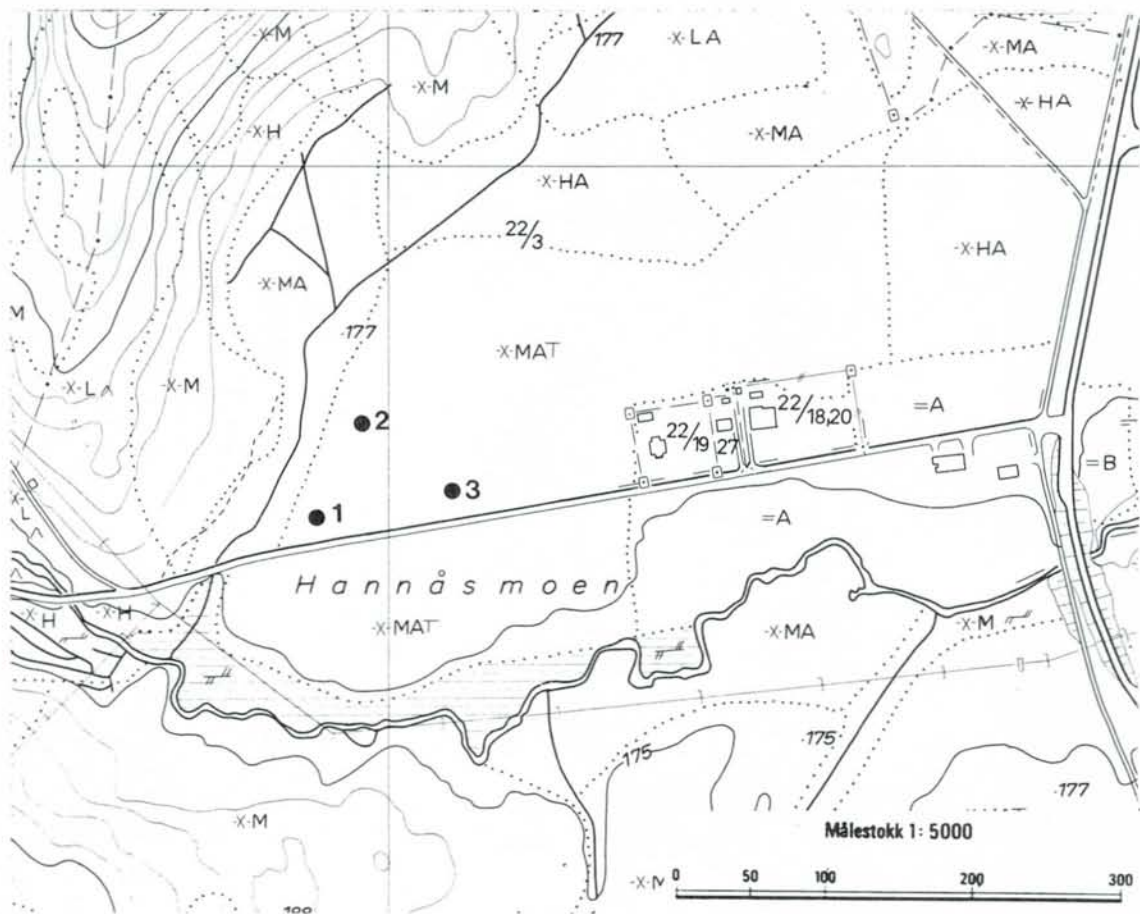 -X-M
177
-X-LA
-X-MA
-X-M
-X-HA
-X-H
-X-MA
-X-HA
22/3
-X-HA
-X-MA
M
177
-X-MAT
-X-L
-X-M
2
22/18,20
=A
22/19
27
=B
3
1
L
=A
Hannåsmoen
-X-H
-X-H
-X-MAT
-X-MA
-X-M
175
175
177
-X-M
Målestokk 1: 5000
-X-M
0 50 100 200 300